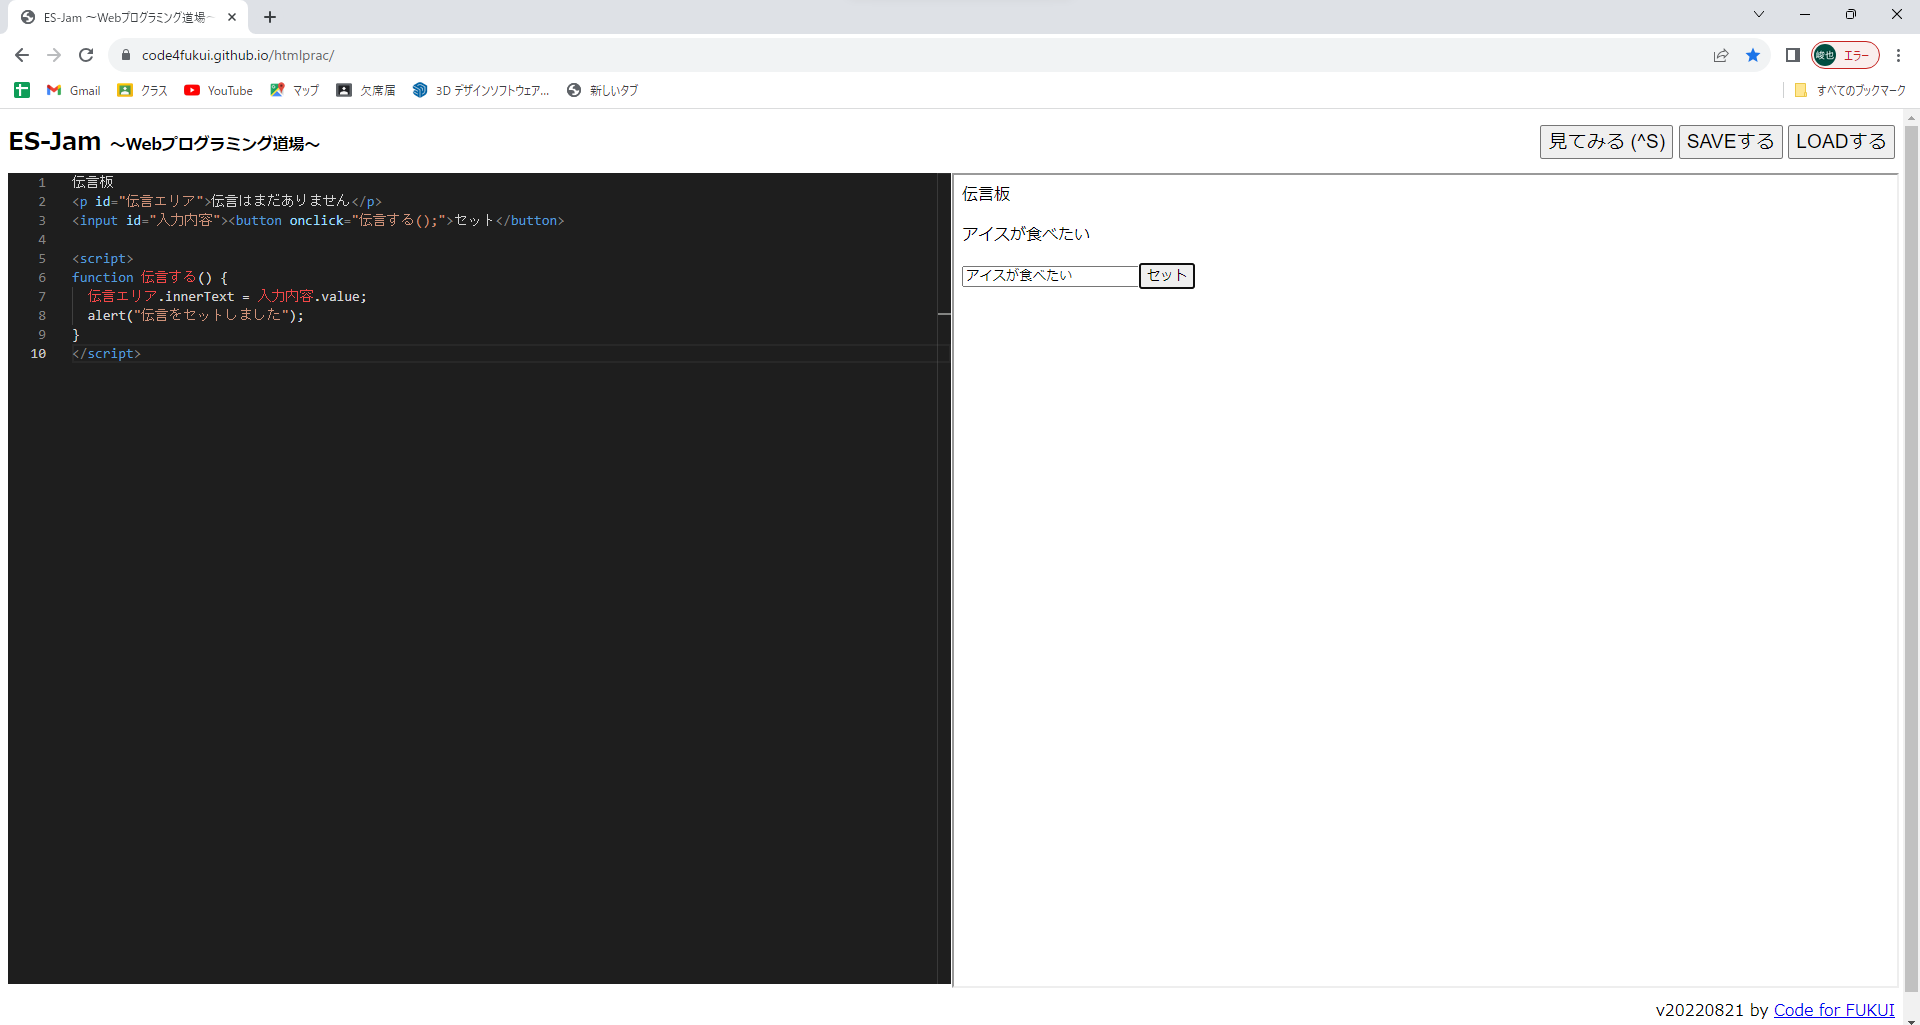 ES-Jam ～Webプログラミング道場～
code4fukui.github.io/htmlprac/
峻也 エラー
Gmail クラス YouTube マップ 欠席届 3D デザインソフトウェア... 新しいタブ すべてのブックマーク
ES-Jam ～Webプログラミング道場～
見てみる (^S) SAVEする LOADする
1 伝言板
2 <p id="伝言エリア">伝言はまだありません</p>
3 <input id="入力内容"><button onclick="伝言する();">セット</button>
4
5 <script>
6 function 伝言する() {
7 伝言エリア.innerText = 入力内容.value;
8 alert("伝言をセットしました");
9 }
10 </script>
伝言板
アイスが食べたい
アイスが食べたい セット
v20220821 by Code for FUKUI